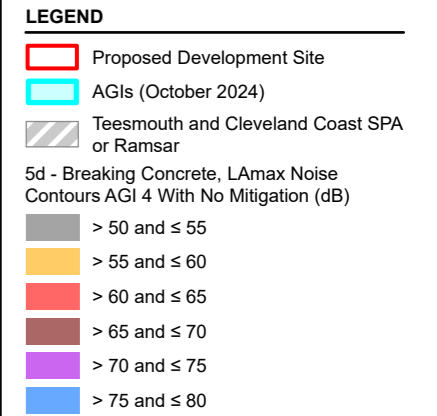 LEGEND
Proposed Development Site
AGIs (October 2024)
Teesmouth and Cleveland Coast SPA
or Ramsar
5d - Breaking Concrete, LAmax Noise
Contours AGI 4 With No Mitigation (dB)
> 50 and ≤ 55
> 55 and ≤ 60
> 60 and ≤ 65
> 65 and ≤ 70
> 70 and ≤ 75
> 75 and ≤ 80